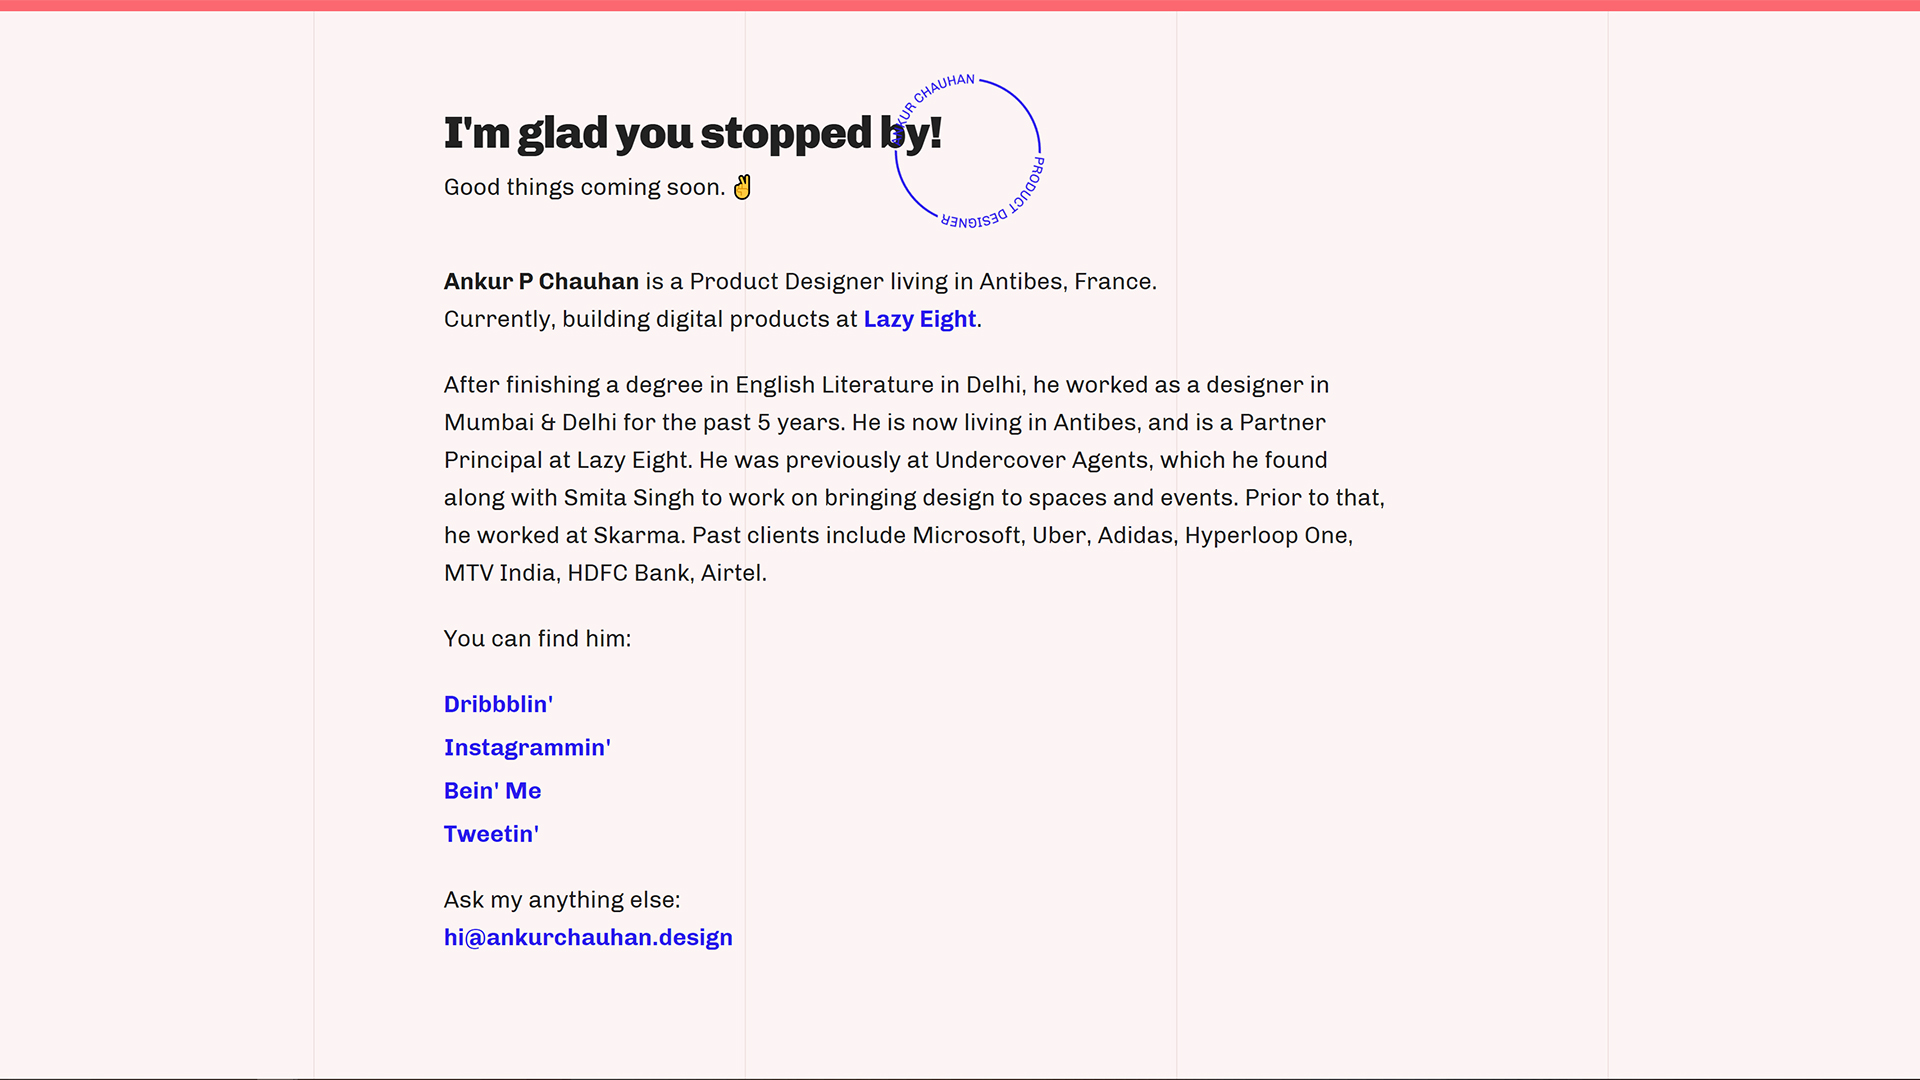 I'm glad you stopped by!
Good things coming soon. ✌
ANKUR CHAUHAN
PRODUCT DESIGNER
Ankur P Chauhan is a Product Designer living in Antibes, France.
Currently, building digital products at Lazy Eight.
After finishing a degree in English Literature in Delhi, he worked as a designer in
Mumbai & Delhi for the past 5 years. He is now living in Antibes, and is a Partner
Principal at Lazy Eight. He was previously at Undercover Agents, which he found
along with Smita Singh to work on bringing design to spaces and events. Prior to that,
he worked at Skarma. Past clients include Microsoft, Uber, Adidas, Hyperloop One,
MTV India, HDFC Bank, Airtel.
You can find him:
Dribbblin'
Instagrammin'
Bein' Me
Tweetin'
Ask my anything else:
hi@ankurchauhan.design